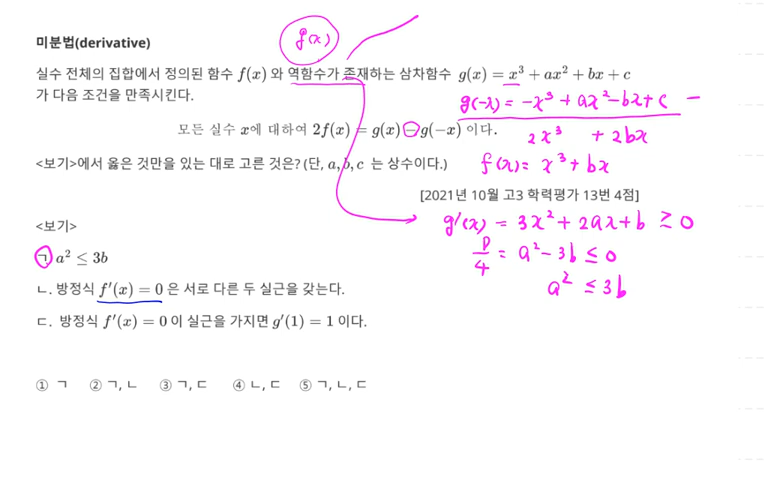 미분법(derivative)
f(x)
실수 전체의 집합에서 정의된 함수 f(x) 와 역함수가 존재하는 삼차함수 g(x) = x³ + ax² + bx + c
가 다음 조건을 만족시킨다.
g(-x) = -x³ + ax² - bx + c -
모든 실수 x에 대하여 2f(x) = g(x) - g(-x) 이다.
2x³ + 2bx
<보기>에서 옳은 것만을 있는 대로 고른 것은? (단, a, b, c 는 상수이다.)
f(x) = x³ + bx
[2021년 10월 고3 학력평가 13번 4점]
<보기>
g'(x) = 3x² + 2ax + b ≥ 0
ㄱ. a² ≤ 3b
D/4 = a² - 3b ≤ 0
a² ≤ 3b
ㄴ. 방정식 f'(x) = 0 은 서로 다른 두 실근을 갖는다.
ㄷ. 방정식 f'(x) = 0 이 실근을 가지면 g'(1) = 1 이다.
① ㄱ ② ㄱ, ㄴ ③ ㄱ, ㄷ ④ ㄴ, ㄷ ⑤ ㄱ, ㄴ, ㄷ